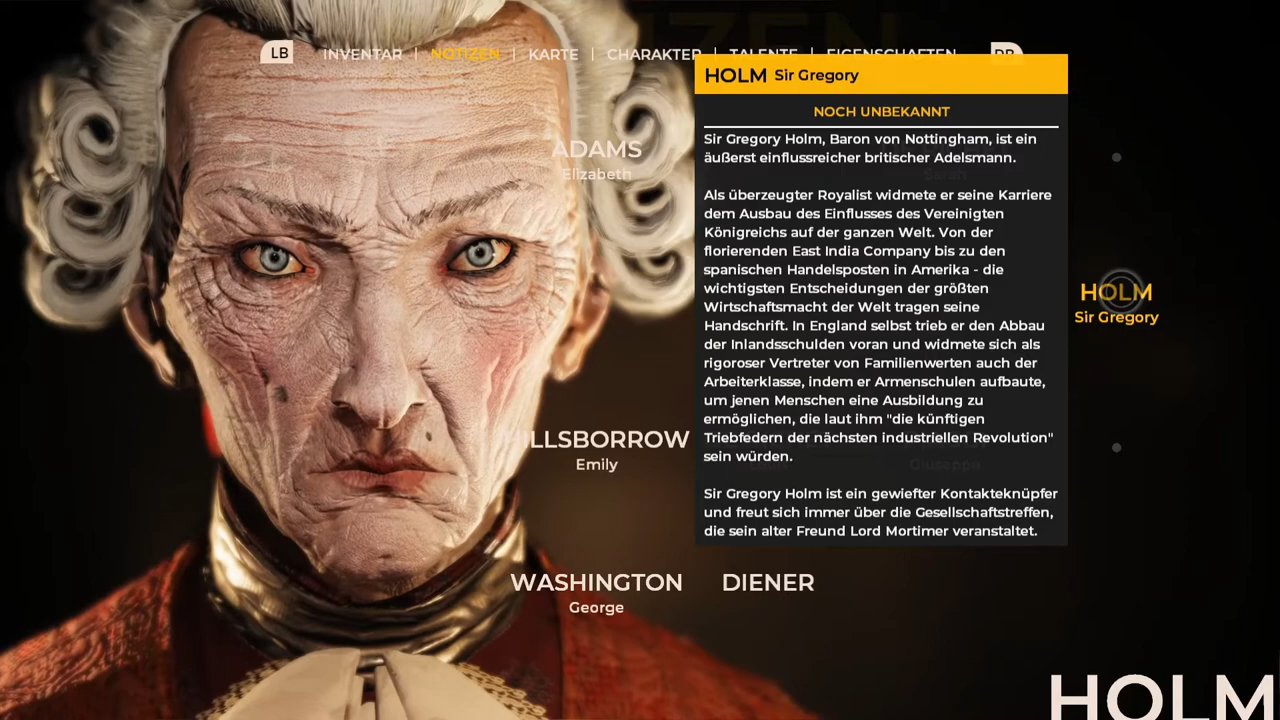 LB
INVENTAR | NOTIZEN | KARTE | CHARAKTER | TALENTE | EIGENSCHAFTEN
HOLM Sir Gregory
NOCH UNBEKANNT
Sir Gregory Holm, Baron von Nottingham, ist ein
äußerst einflussreicher britischer Adelsmann.
Als überzeugter Royalist widmete er seine Karriere
dem Ausbau des Einflusses des Vereinigten
Königreichs auf der ganzen Welt. Von der
florierenden East India Company bis zu den
spanischen Handelsposten in Amerika - die
wichtigsten Entscheidungen der größten
Wirtschaftsmacht der Welt tragen seine
Handschrift. In England selbst trieb er den Abbau
der Inlandsschulden voran und widmete sich als
rigoroser Vertreter von Familienwerten auch der
Arbeiterklasse, indem er Armenschulen aufbaute,
um jenen Menschen eine Ausbildung zu
ermöglichen, die laut ihm "die künftigen
Triebfedern der nächsten industriellen Revolution"
sein würden.
Sir Gregory Holm ist ein gewiefter Kontakteknüpfer
und freut sich immer über die Gesellschaftstreffen,
die sein alter Freund Lord Mortimer veranstaltet.
ADAMS
Elizabeth
Sarah
HOLM
Sir Gregory
HILLSBORROW
Emily
Giuseppe
WASHINGTON
George
DIENER
HOLM